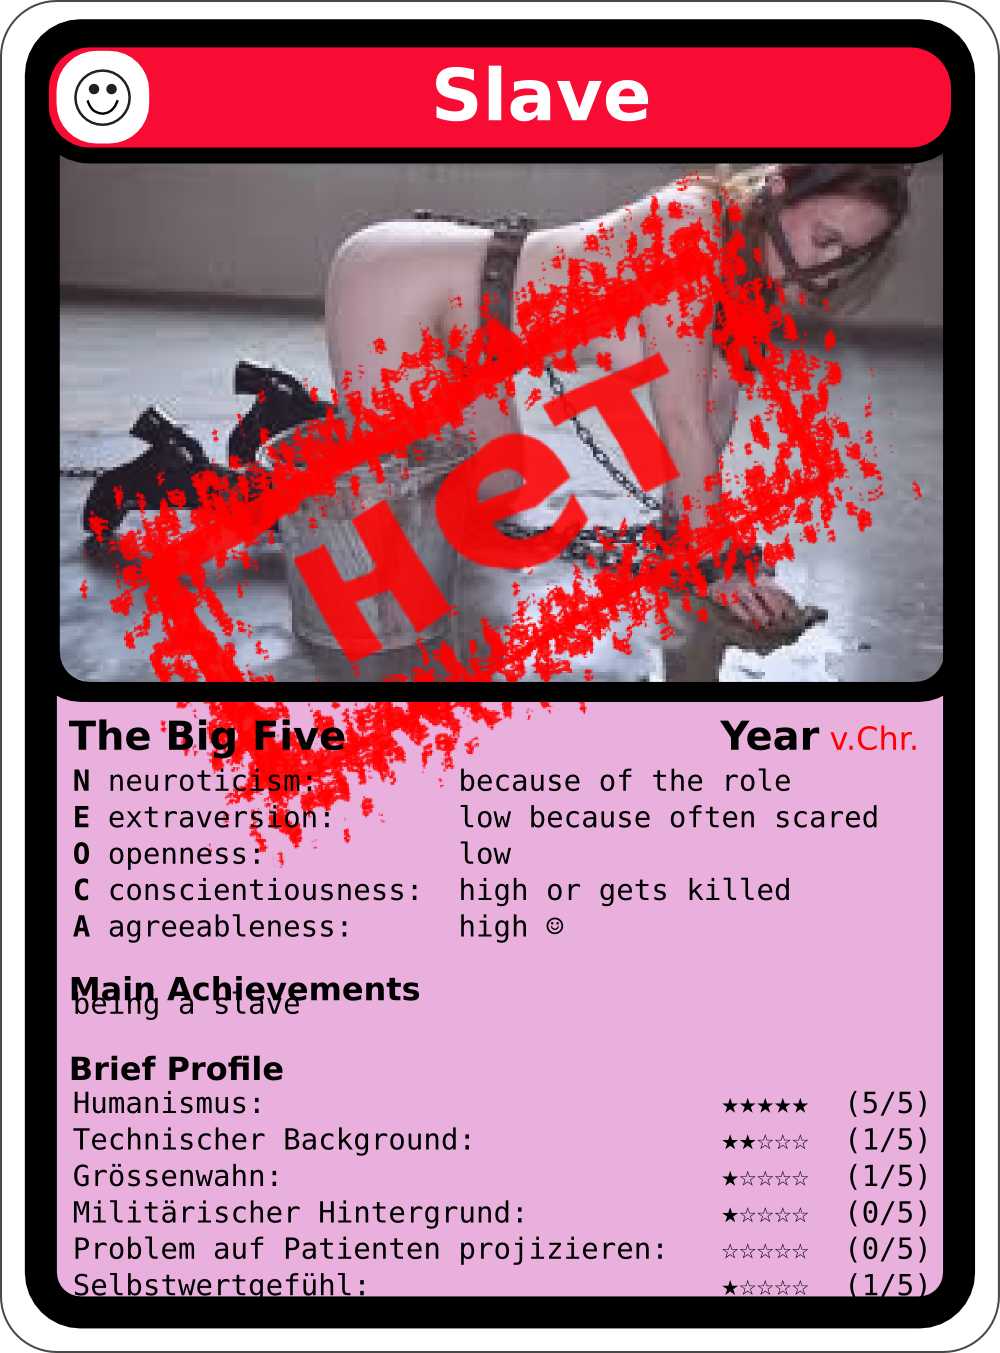 Slave
нет
The Big Five
Year v.Chr.
N neuroticism: because of the role
E extraversion: low because often scared
O openness: low
C conscientiousness: high or gets killed
A agreeableness: high ☺
Main Achievements
being a slave
Brief Profile
Humanismus: ★★★★★ (5/5)
Technischer Background: ★★☆☆☆ (1/5)
Grössenwahn: ★☆☆☆☆ (1/5)
Militärischer Hintergrund: ★☆☆☆☆ (0/5)
Problem auf Patienten projizieren: ☆☆☆☆☆ (0/5)
Selbstwertgefühl: ★☆☆☆☆ (1/5)